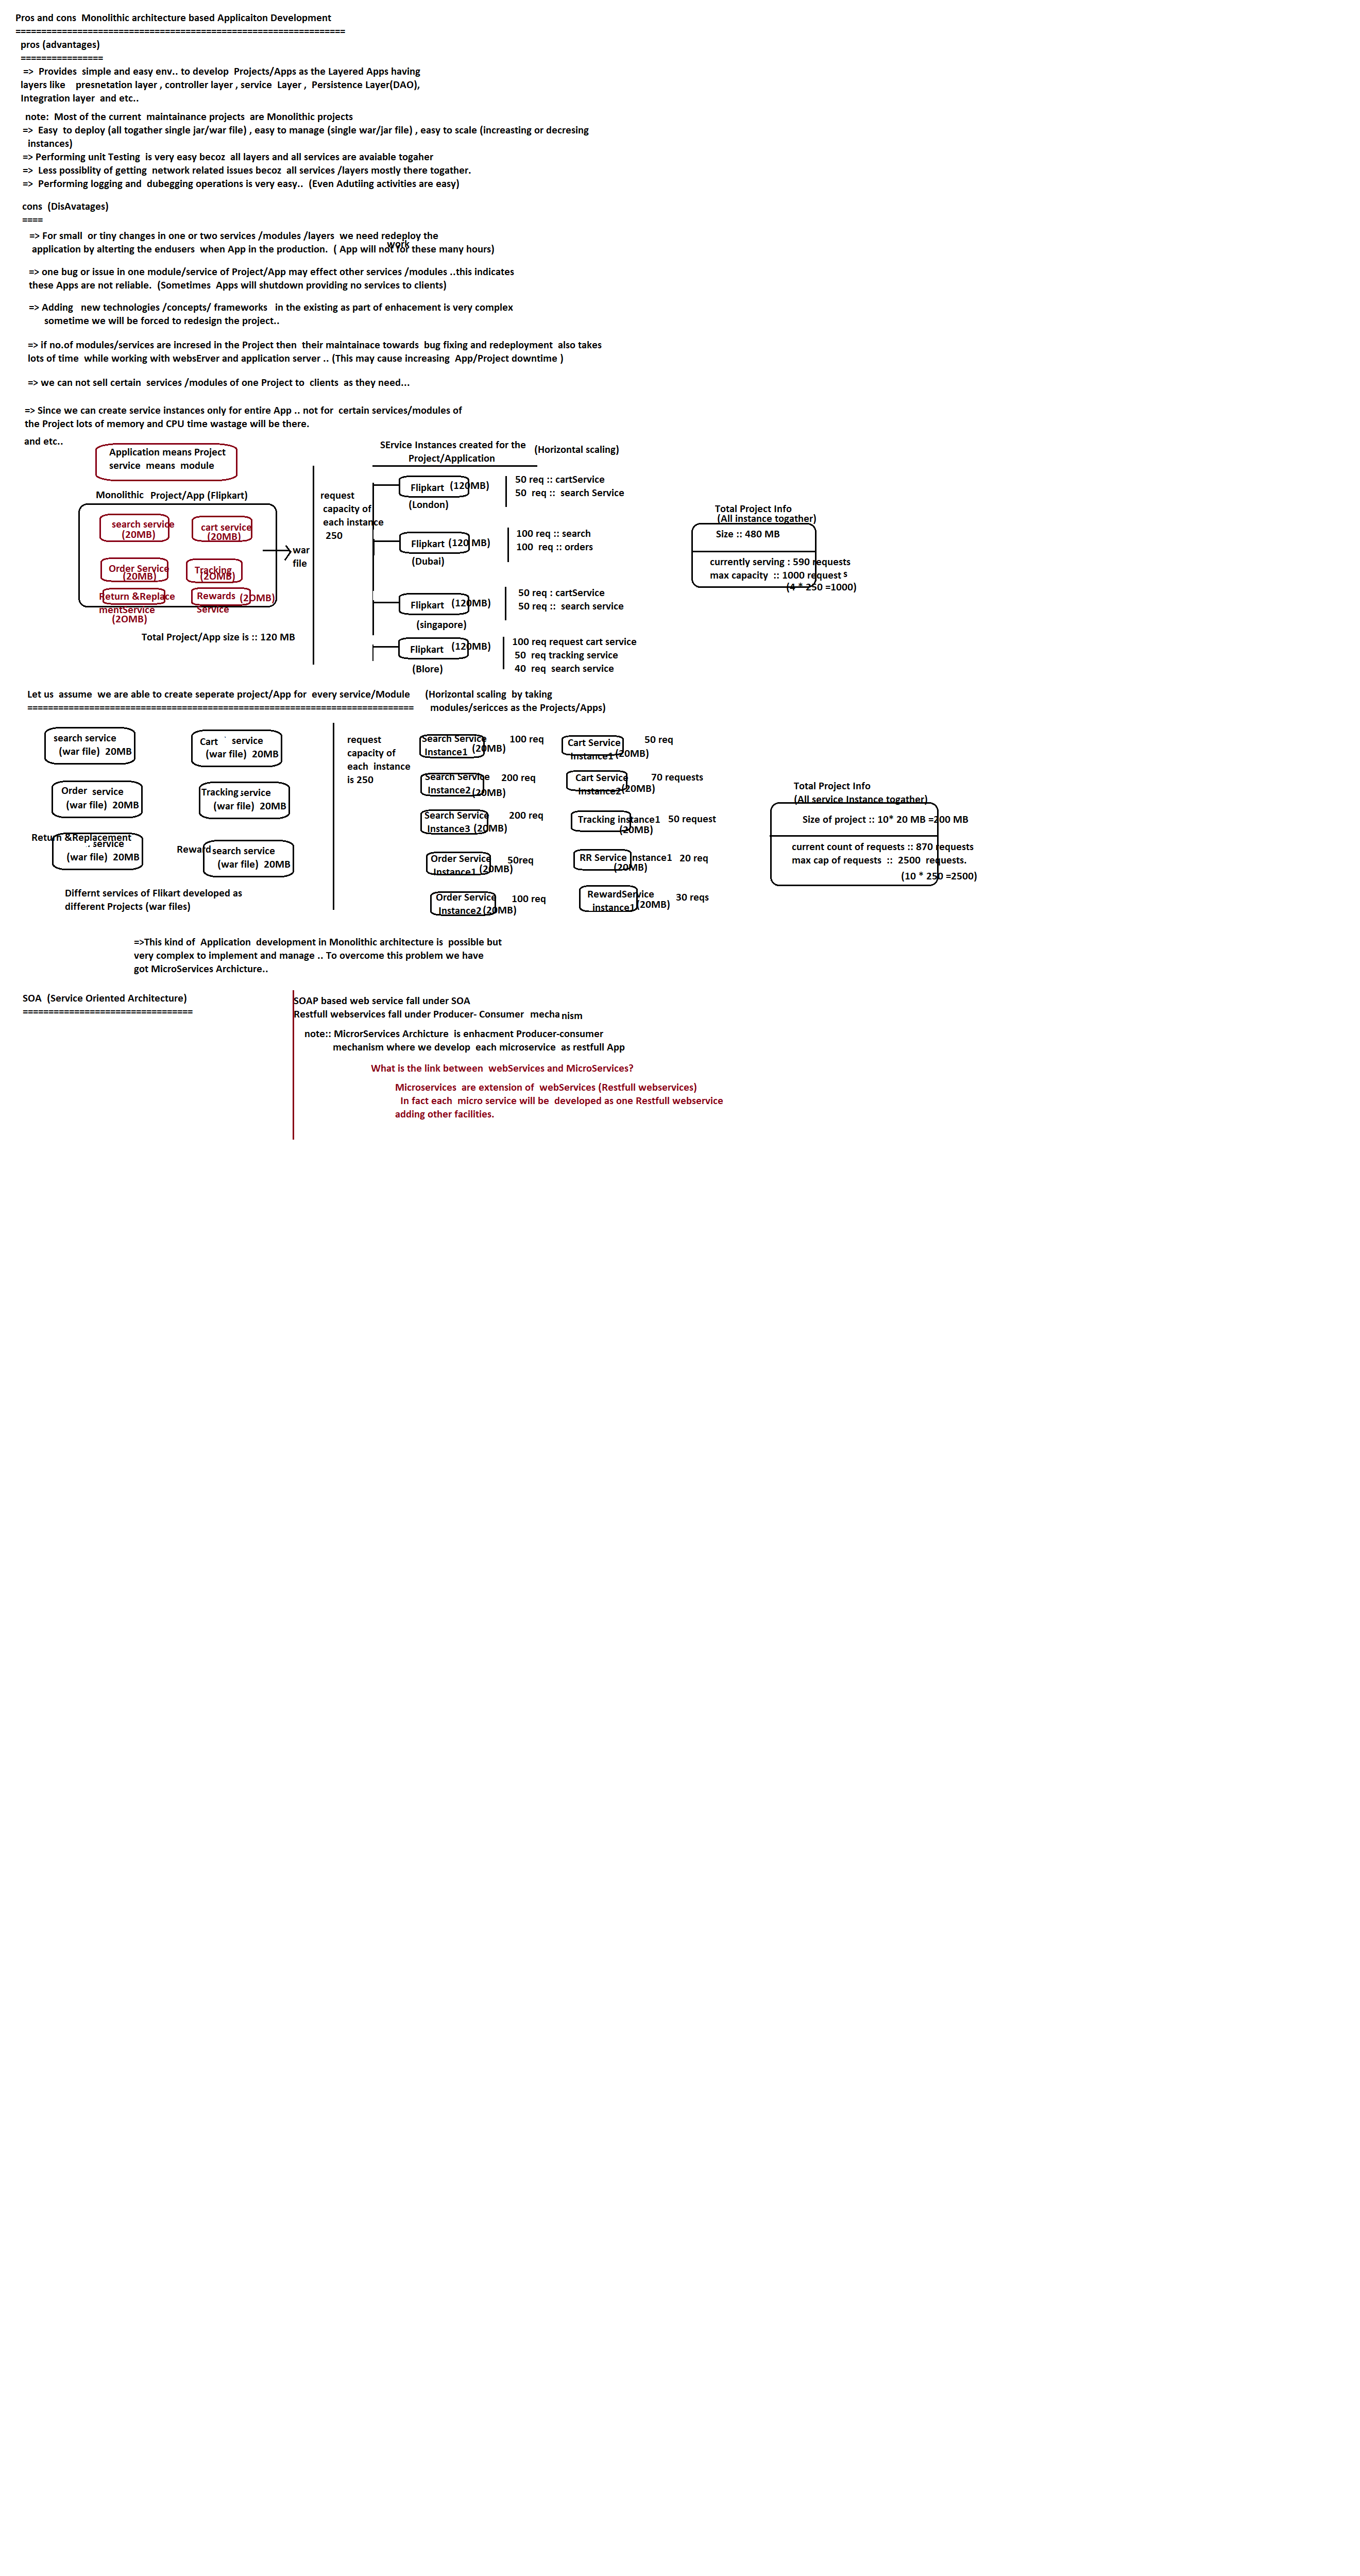 Pros and cons Monolithic architecture based Applicaiton Development
================================================================
pros (advantages)
================
=> Provides simple and easy env.. to develop Projects/Apps as the Layered Apps having
layers like presnetation layer , controller layer , service Layer , Persistence Layer(DAO),
Integration layer and etc..
note: Most of the current maintainance projects are Monolithic projects
=> Easy to deploy (all togather single jar/war file) , easy to manage (single war/jar file) , easy to scale (increasting or decresing
instances)
=> Performing unit Testing is very easy becoz all layers and all services are avaiable togaher
=> Less possiblity of getting network related issues becoz all services /layers mostly there togather.
=> Performing logging and dubegging operations is very easy.. (Even Adutiing activities are easy)
cons (DisAvatages)
====
=> For small or tiny changes in one or two services /modules /layers we need redeploy the
work
application by alterting the endusers when App in the production. ( App will not for these many hours)
=> one bug or issue in one module/service of Project/App may effect other services /modules ..this indicates
these Apps are not reliable. (Sometimes Apps will shutdown providing no services to clients)
=> Adding new technologies /concepts/ frameworks in the existing as part of enhacement is very complex
sometime we will be forced to redesign the project..
=> if no.of modules/services are incresed in the Project then their maintainace towards bug fixing and redeployment also takes
lots of time while working with websErver and application server .. (This may cause increasing App/Project downtime )
=> we can not sell certain services /modules of one Project to clients as they need...
=> Since we can create service instances only for entire App .. not for certain services/modules of
the Project lots of memory and CPU time wastage will be there.
and etc..
Application means Project
service means module
Monolithic Project/App (Flipkart)
search service
(20MB)
cart service
(20MB)
Order Service
(20MB)
Tracking
(2OMB)
Return &Replace
mentService
(2OMB)
Rewards
Service
(2OMB)
war
file
Total Project/App size is :: 120 MB
SErvice Instances created for the
Project/Application
(Horizontal scaling)
request
capacity of
each instance
250
Flipkart (120MB)
(London)
50 req :: cartService
50 req :: search Service
Flipkart (120 MB)
(Dubai)
100 req :: search
100 req :: orders
Flipkart (120MB)
(singapore)
50 req : cartService
50 req :: search service
Flipkart (120MB)
(Blore)
100 req request cart service
50 req tracking service
40 req search service
Total Project Info
(All instance togather)
Size :: 480 MB
currently serving : 590 requests
max capacity :: 1000 request s
(4 * 250 =1000)
Let us assume we are able to create seperate project/App for every service/Module
===========================================================================
(Horizontal scaling by taking
modules/sericces as the Projects/Apps)
search service
(war file) 20MB
Cart service
(war file) 20MB
Order service
(war file) 20MB
Tracking service
(war file) 20MB
Return &Replacement
service
(war file) 20MB
Reward search service
(war file) 20MB
Differnt services of Flikart developed as
different Projects (war files)
request
capacity of
each instance
is 250
Search Service
Instance1 (20MB)
100 req
Cart Service
Instance1 (20MB)
50 req
Search Service
Instance2 (20MB)
200 req
Cart Service
Instance2 (20MB)
70 requests
Search Service
Instance3 (20MB)
200 req
Tracking instance1
(20MB)
50 request
Order Service
Instance1 (20MB)
50req
RR Service Instance1
(20MB)
20 req
Order Service
Instance2 (20MB)
100 req
RewardService
instance1 (20MB)
30 reqs
Total Project Info
(All service Instance togather)
Size of project :: 10* 20 MB =200 MB
current count of requests :: 870 requests
max cap of requests :: 2500 requests.
(10 * 250 =2500)
=>This kind of Application development in Monolithic architecture is possible but
very complex to implement and manage .. To overcome this problem we have
got MicroServices Archicture..
SOA (Service Oriented Architecture)
=================================
SOAP based web service fall under SOA
Restfull webservices fall under Producer- Consumer mecha nism
note:: MicrorServices Archicture is enhacment Producer-consumer
mechanism where we develop each microservice as restfull App
What is the link between webServices and MicroServices?
Microservices are extension of webServices (Restfull webservices)
In fact each micro service will be developed as one Restfull webservice
adding other facilities.